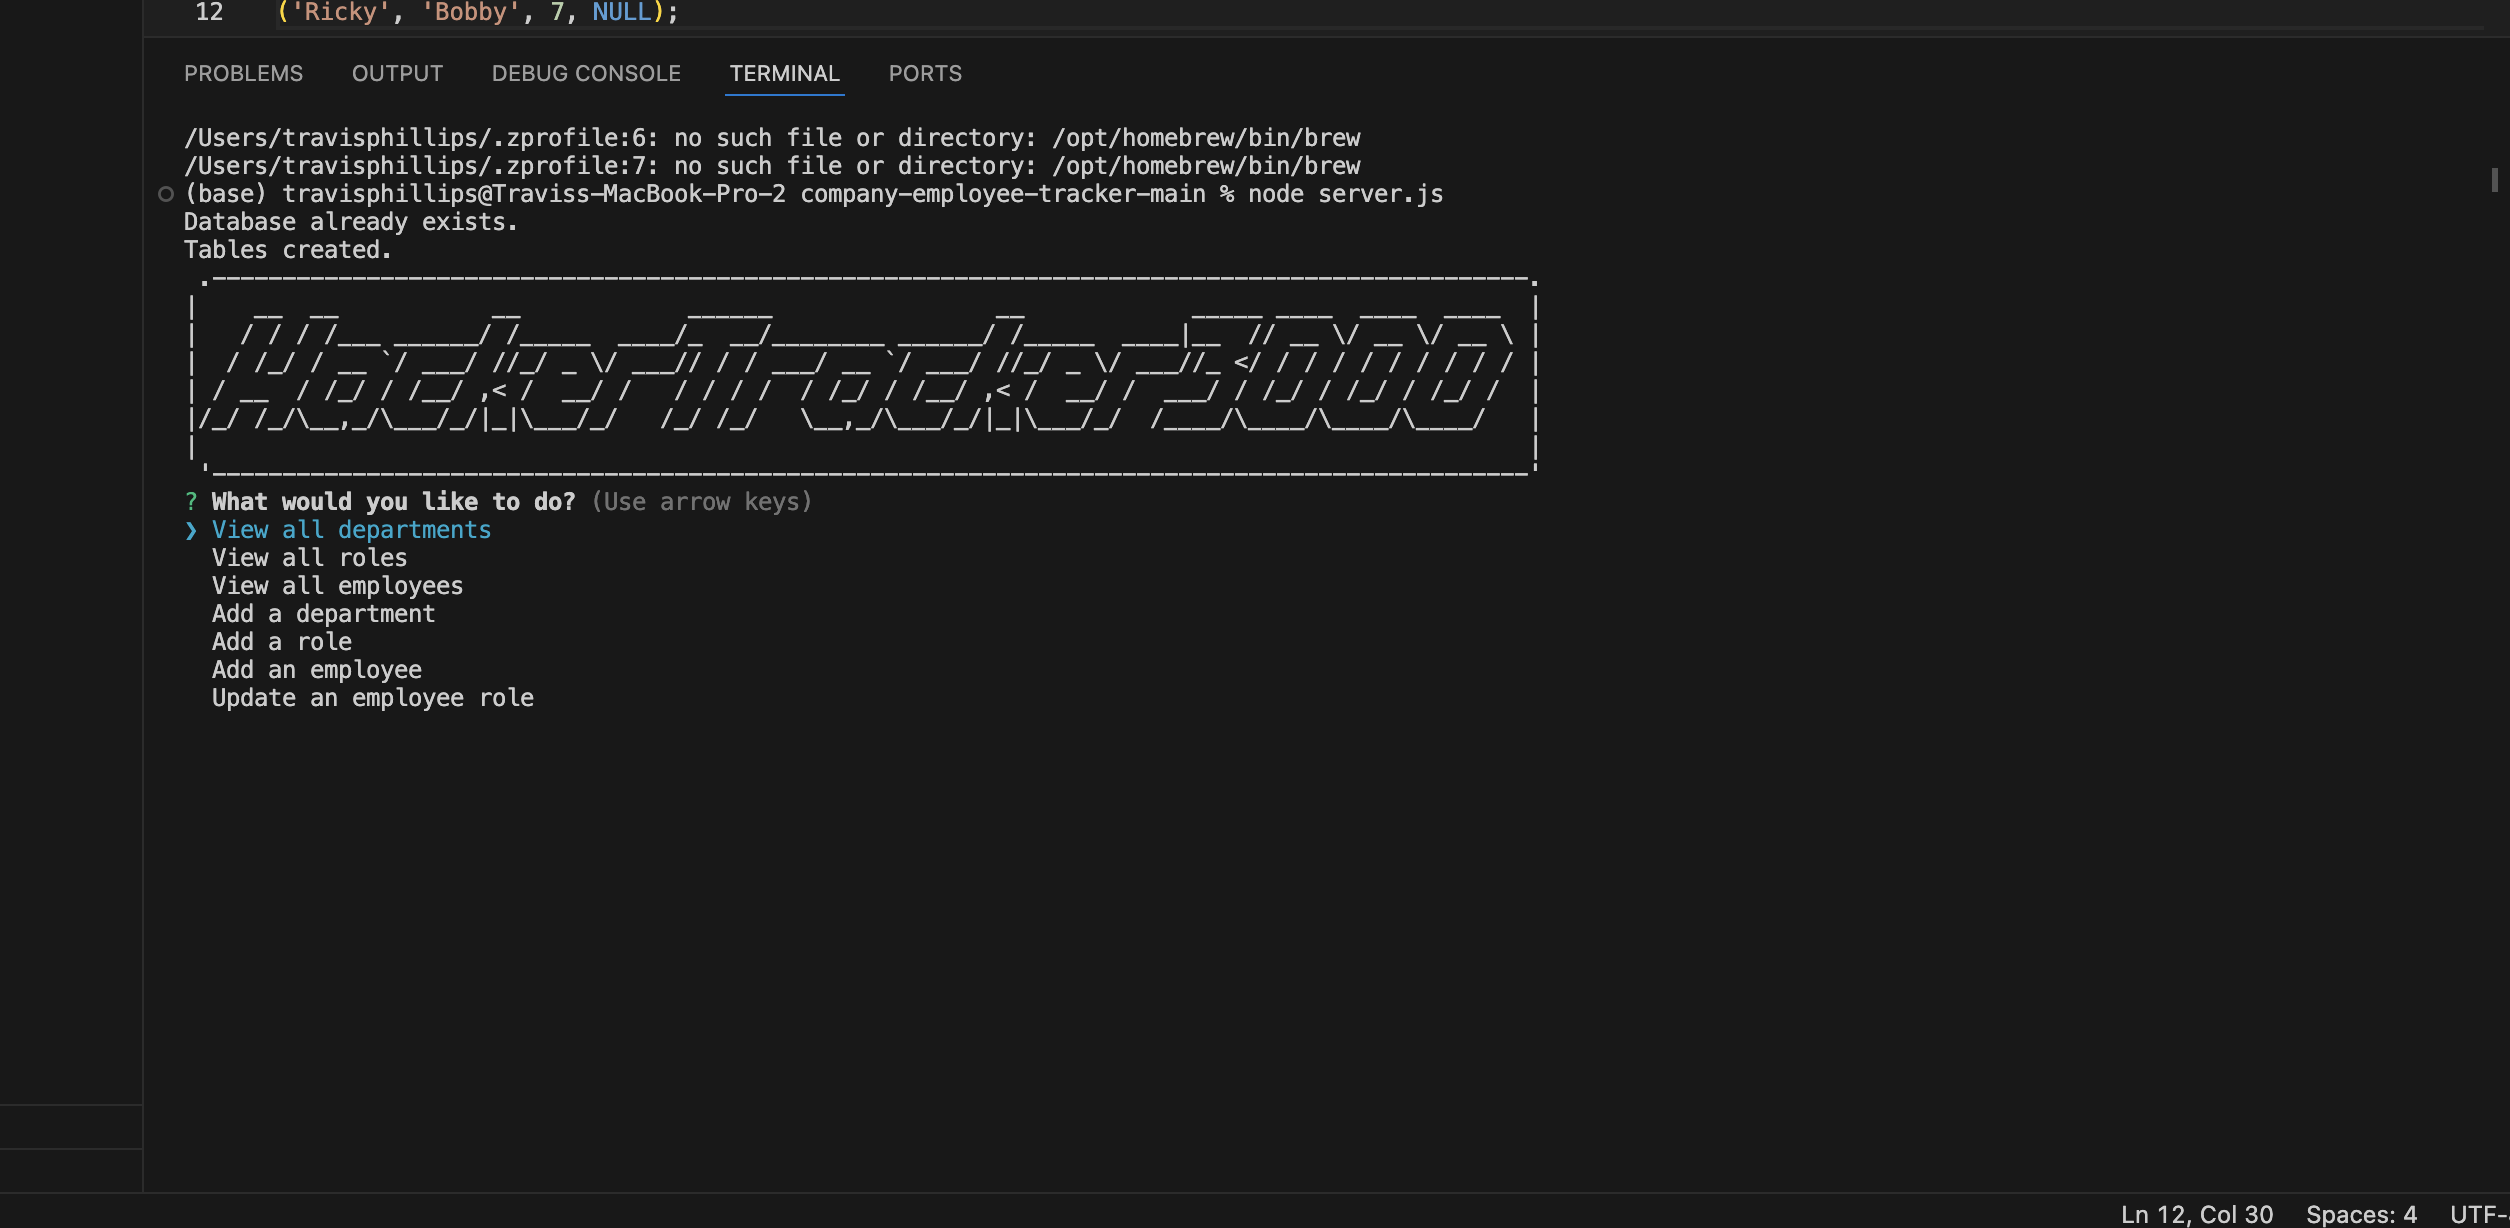 12 ('Ricky', 'Bobby', 7, NULL);
PROBLEMS OUTPUT DEBUG CONSOLE TERMINAL PORTS
/Users/travisphillips/.zprofile:6: no such file or directory: /opt/homebrew/bin/brew
/Users/travisphillips/.zprofile:7: no such file or directory: /opt/homebrew/bin/brew
(base) travisphillips@Traviss-MacBook-Pro-2 company-employee-tracker-main % node server.js
Database already exists.
Tables created.
HackerTracker3000
? What would you like to do? (Use arrow keys)
❯ View all departments
View all roles
View all employees
Add a department
Add a role
Add an employee
Update an employee role
Ln 12, Col 30 Spaces: 4 UTF-